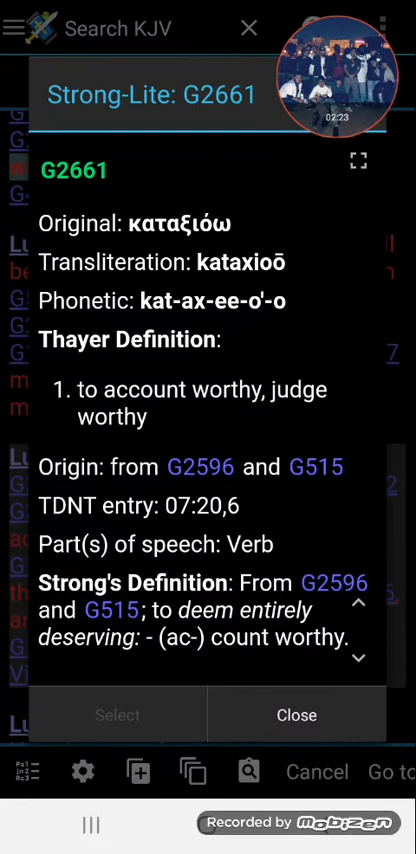 Search KJV
Strong-Lite: G2661
02:23
G2661
Original: καταξιόω
Transliteration: kataxioō
Phonetic: kat-ax-ee-o'-o
Thayer Definition:
1. to account worthy, judge
worthy
Origin: from G2596 and G515
TDNT entry: 07:20,6
Part(s) of speech: Verb
Strong's Definition: From G2596
and G515; to deem entirely
deserving: - (ac-) count worthy.
Select
Close
Cancel
Go to
Recorded by mobizen